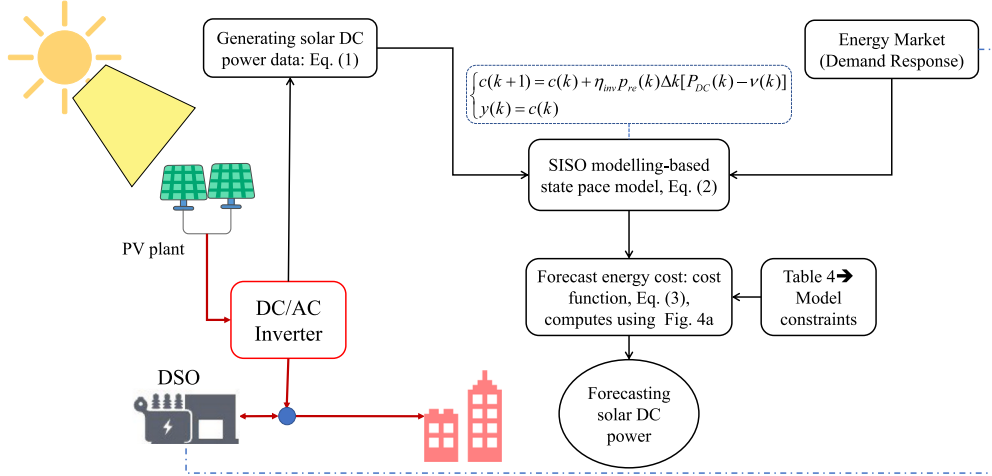 Generating solar DC
power data: Eq. (1)
Energy Market
(Demand Response)
c(k+1) = c(k) + η_inv p_re(k)Δk[P_DC(k) − v(k)]
y(k) = c(k)
SISO modelling-based
state pace model, Eq. (2)
PV plant
DC/AC
Inverter
Forecast energy cost: cost
function, Eq. (3),
computes using Fig. 4a
Table 4➔
Model
constraints
DSO
Forecasting
solar DC
power